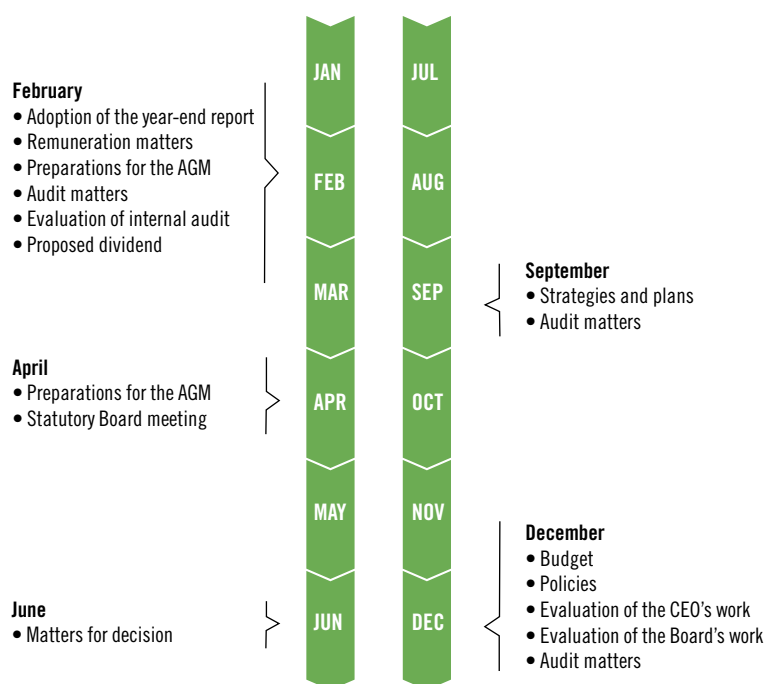 February
• Adoption of the year-end report
• Remuneration matters
• Preparations for the AGM
• Audit matters
• Evaluation of internal audit
• Proposed dividend
April
• Preparations for the AGM
• Statutory Board meeting
June
• Matters for decision
JAN
FEB
MAR
APR
MAY
JUN
JUL
AUG
SEP
OCT
NOV
DEC
September
• Strategies and plans
• Audit matters
December
• Budget
• Policies
• Evaluation of the CEO’s work
• Evaluation of the Board’s work
• Audit matters